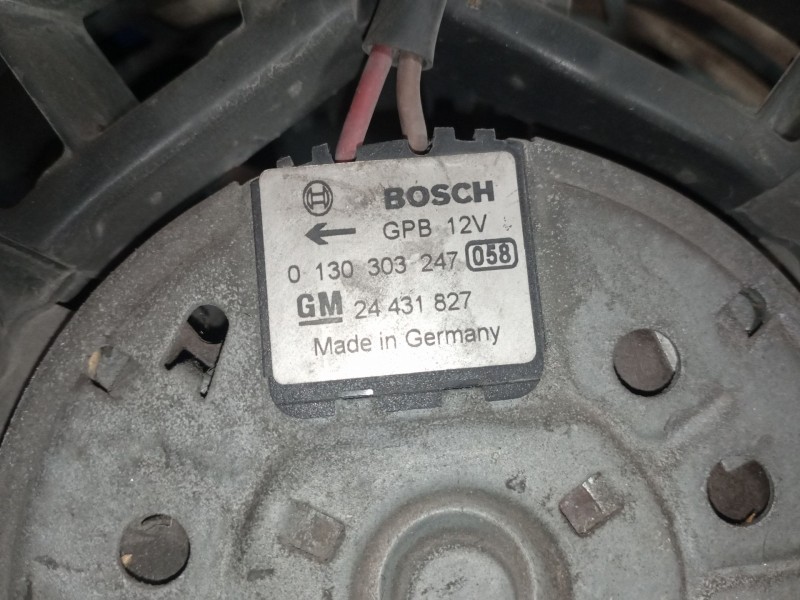 BOSCH
GPB 12V
0 130 303 247 058
GM 24 431 827
Made in Germany